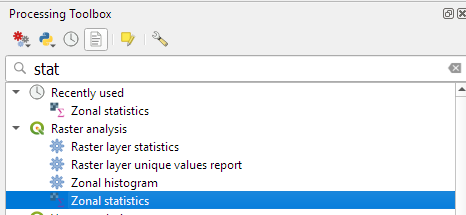 Processing Toolbox
stat
Recently used
Zonal statistics
Raster analysis
Raster layer statistics
Raster layer unique values report
Zonal histogram
Zonal statistics